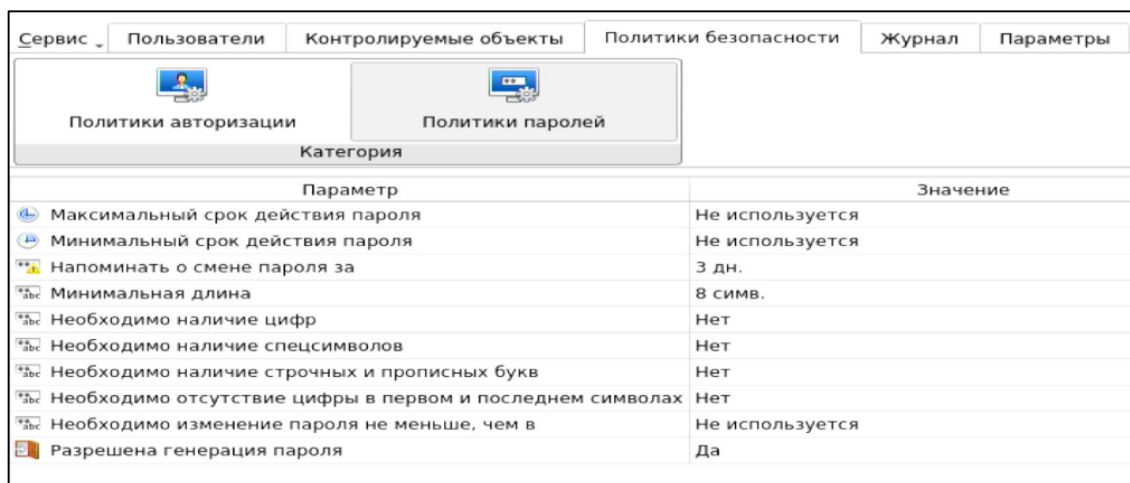 Сервис Пользователи Контролируемые объекты Политики безопасности Журнал Параметры
Политики авторизации Политики паролей
Категория
Параметр Значение
Максимальный срок действия пароля Не используется
Минимальный срок действия пароля Не используется
Напоминать о смене пароля за 3 дн.
Минимальная длина 8 симв.
Необходимо наличие цифр Нет
Необходимо наличие спецсимволов Нет
Необходимо наличие строчных и прописных букв Нет
Необходимо отсутствие цифры в первом и последнем символах Нет
Необходимо изменение пароля не меньше, чем в Не используется
Разрешена генерация пароля Да